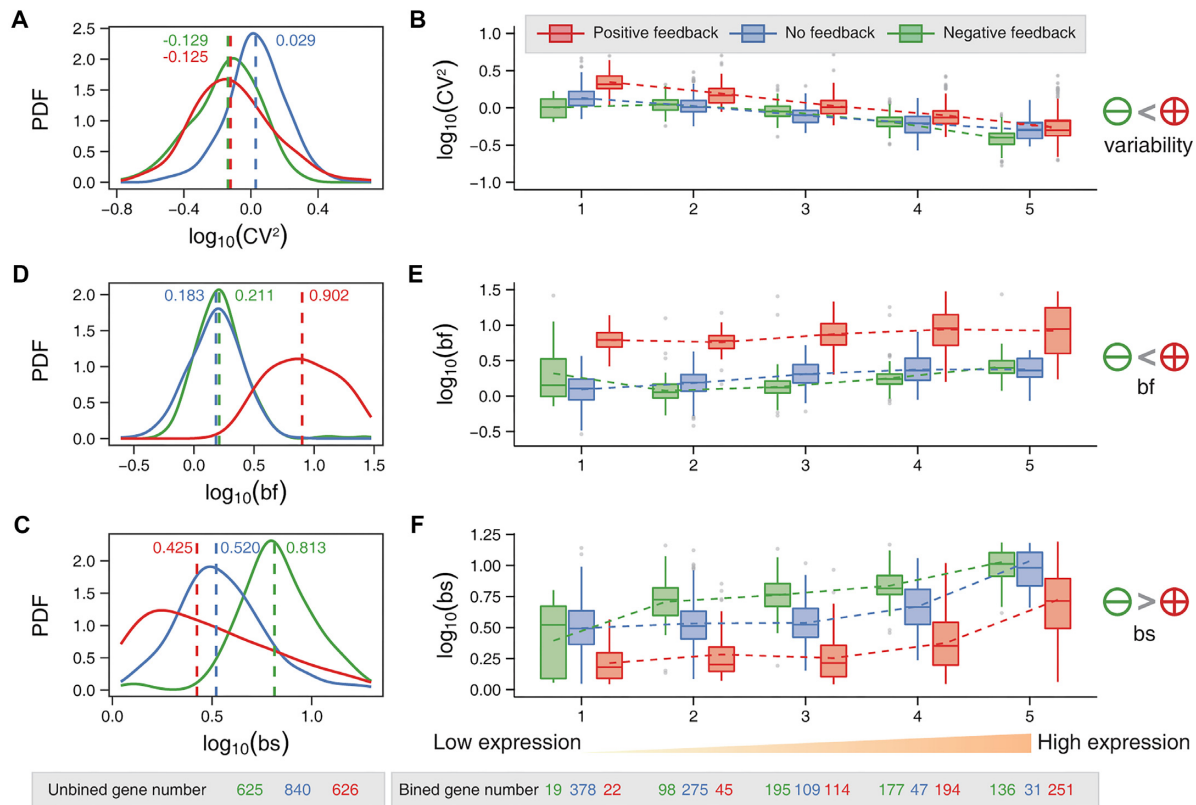 A
PDF
2.5
2.0
1.5
1.0
0.5
0.0
-0.129
-0.125
0.029
−0.8 −0.4 0.0 0.4
log10(CV²)
B
Positive feedback No feedback Negative feedback
log10(CV²)
1.0
0.5
0.0
−0.5
−1.0
1 2 3 4 5
⊖ < ⊕
variability
D
PDF
2.0
1.5
1.0
0.5
0.0
0.183 0.211 0.902
−0.5 0.0 0.5 1.0 1.5
log10(bf)
E
log10(bf)
1.5
1.0
0.5
0.0
−0.5
1 2 3 4 5
⊖ < ⊕
bf
C
PDF
2.0
1.5
1.0
0.5
0.0
0.425 0.520 0.813
0.0 0.5 1.0
log10(bs)
F
log10(bs)
1.25
1.00
0.75
0.50
0.25
0.00
1 2 3 4 5
⊖ > ⊕
bs
Low expression High expression
Unbined gene number 625 840 626
Bined gene number 19 378 22 98 275 45 195 109 114 177 47 194 136 31 251